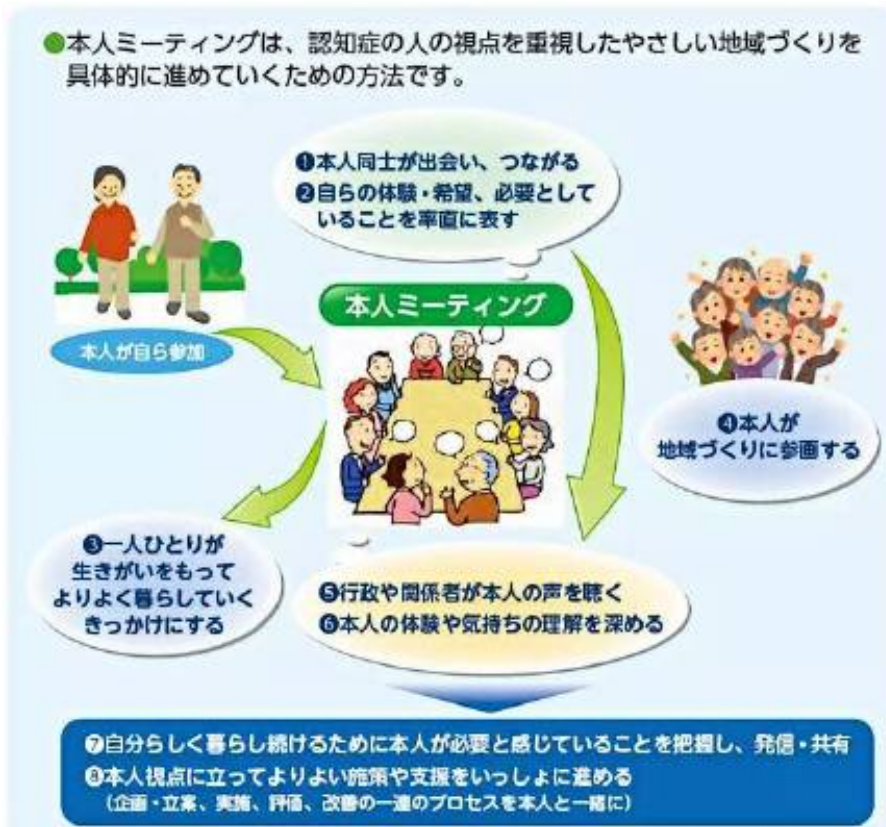 ●本人ミーティングは、認知症の人の視点を重視したやさしい地域づくりを
具体的に進めていくための方法です。
❶本人同士が出会い、つながる
❷自らの体験・希望、必要として
いることを率直に表す
本人ミーティング
本人が自ら参加
❹本人が
地域づくりに参画する
❸一人ひとりが
生きがいをもって
よりよく暮らしていく
きっかけにする
❺行政や関係者が本人の声を聴く
❻本人の体験や気持ちの理解を深める
❼自分らしく暮らし続けるために本人が必要と感じていることを把握し、発信・共有
❽本人視点に立ってよりよい施策や支援をいっしょに進める
(企画・立案、実施、評価、改善の一連のプロセスを本人と一緒に)